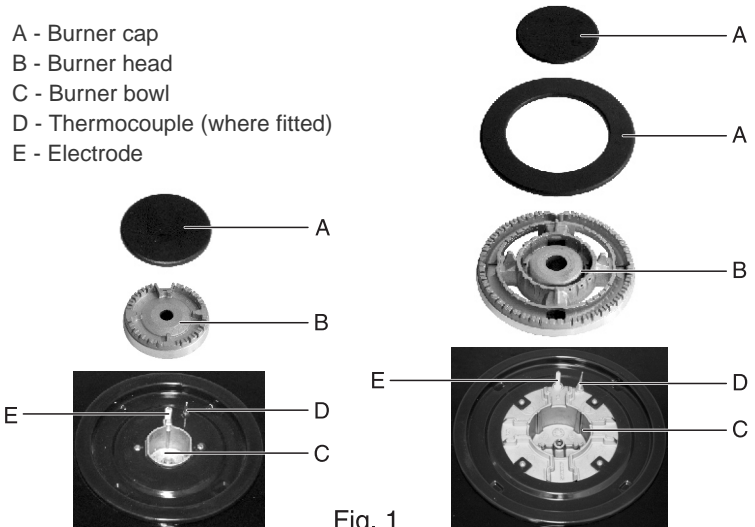 A - Burner cap
B - Burner head
C - Burner bowl
D - Thermocouple (where fitted)
E - Electrode
A
B
E
D
C
A
A
B
E
D
C
Fig. 1